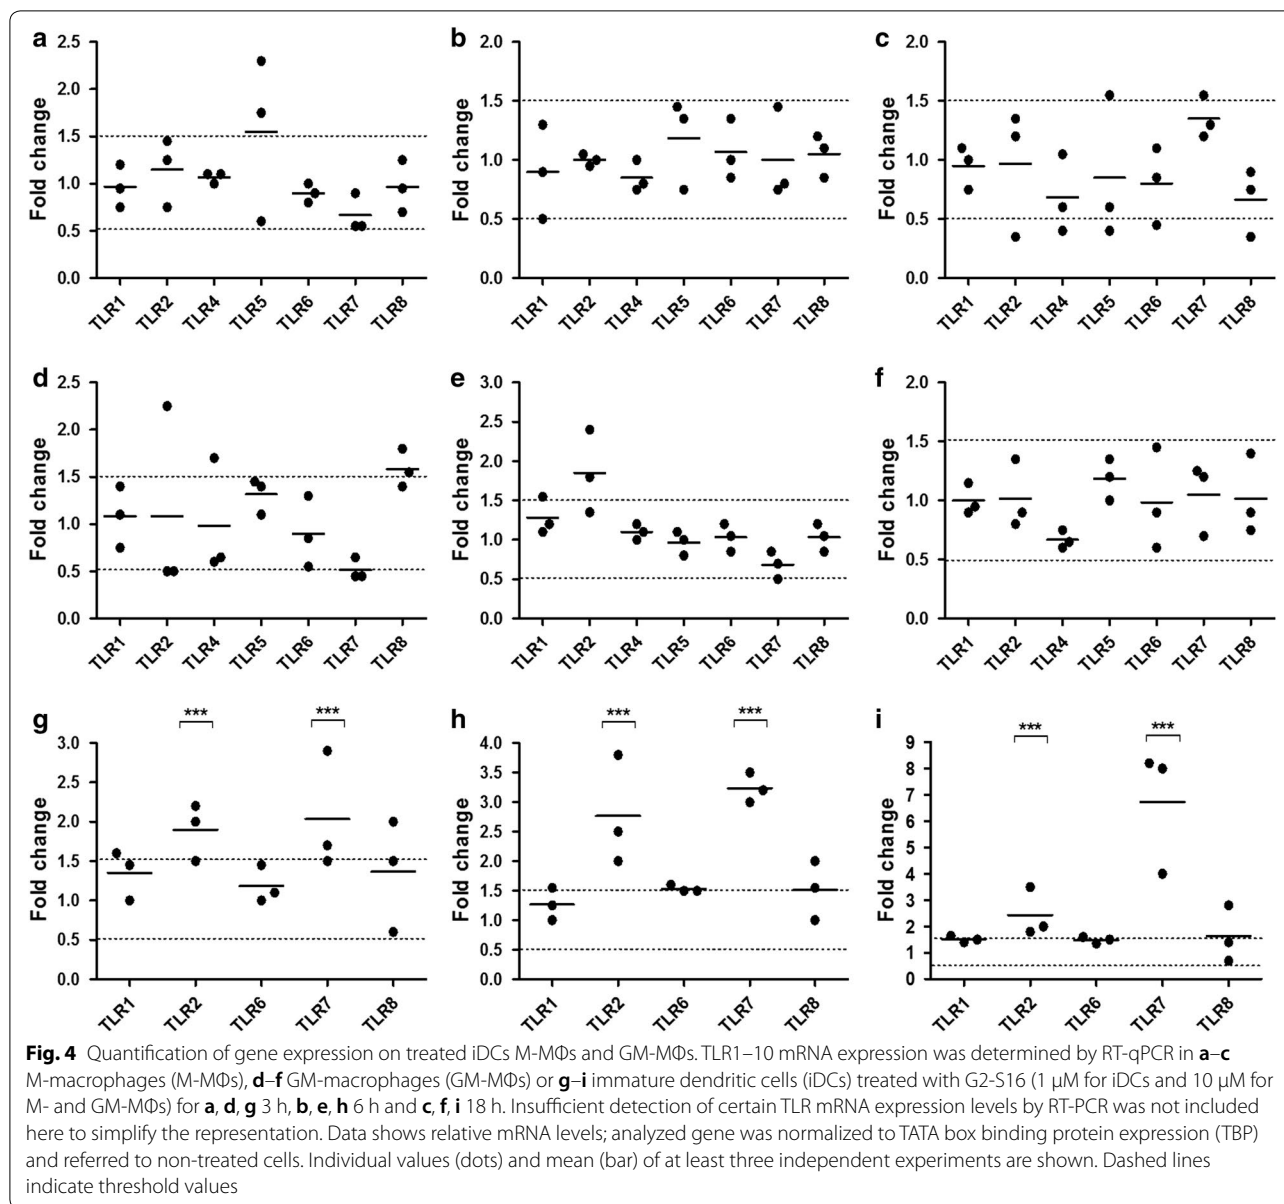 a
2.5
2.0
1.5
1.0
0.5
0.0
Fold change
TLR1
TLR2
TLR4
TLR5
TLR6
TLR7
TLR8
b
2.0
1.5
1.0
0.5
0.0
Fold change
TLR1
TLR2
TLR4
TLR5
TLR6
TLR7
TLR8
c
2.0
1.5
1.0
0.5
0.0
Fold change
TLR1
TLR2
TLR4
TLR5
TLR6
TLR7
TLR8
d
2.5
2.0
1.5
1.0
0.5
0.0
Fold change
TLR1
TLR2
TLR4
TLR5
TLR6
TLR7
TLR8
e
3.0
2.5
2.0
1.5
1.0
0.5
0.0
Fold change
TLR1
TLR2
TLR4
TLR5
TLR6
TLR7
TLR8
f
2.0
1.5
1.0
0.5
0.0
Fold change
TLR1
TLR2
TLR4
TLR5
TLR6
TLR7
TLR8
g
*** ***
3.0
2.5
2.0
1.5
1.0
0.5
0.0
Fold change
TLR1
TLR2
TLR6
TLR7
TLR8
h
*** ***
4.0
3.5
3.0
2.5
2.0
1.5
1.0
0.5
0.0
Fold change
TLR1
TLR2
TLR6
TLR7
TLR8
i
*** ***
9
8
7
6
5
4
3
2
1
0
Fold change
TLR1
TLR2
TLR6
TLR7
TLR8
Fig. 4 Quantification of gene expression on treated iDCs M-MΦs and GM-MΦs. TLR1–10 mRNA expression was determined by RT-qPCR in a–c
M-macrophages (M-MΦs), d–f GM-macrophages (GM-MΦs) or g–i immature dendritic cells (iDCs) treated with G2-S16 (1 μM for iDCs and 10 μM for
M- and GM-MΦs) for a, d, g 3 h, b, e, h 6 h and c, f, i 18 h. Insufficient detection of certain TLR mRNA expression levels by RT-PCR was not included
here to simplify the representation. Data shows relative mRNA levels; analyzed gene was normalized to TATA box binding protein expression (TBP)
and referred to non-treated cells. Individual values (dots) and mean (bar) of at least three independent experiments are shown. Dashed lines
indicate threshold values